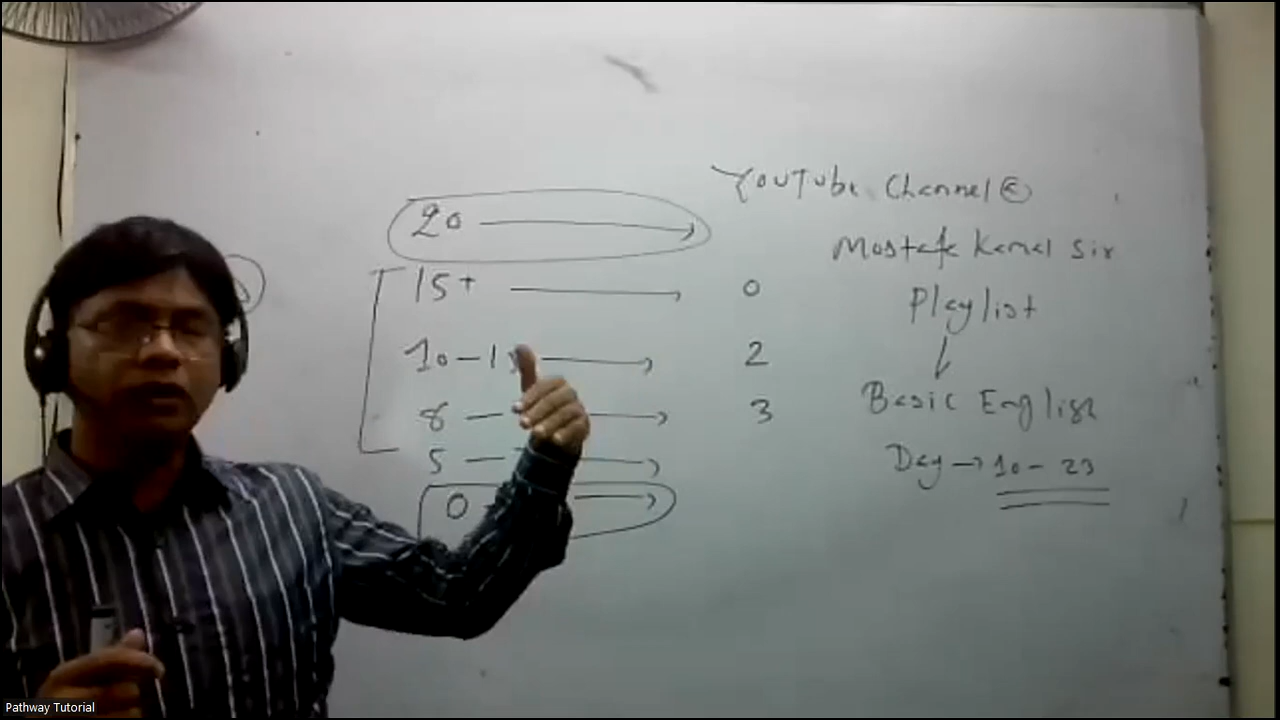 20 →
15+ → 0
10-1 → 2
8 → 3
5 →
0 →
YouTube Channel
Mostafa Kamal Sir
Playlist
↓
Basic English
Day → 10-23
Pathway Tutorial